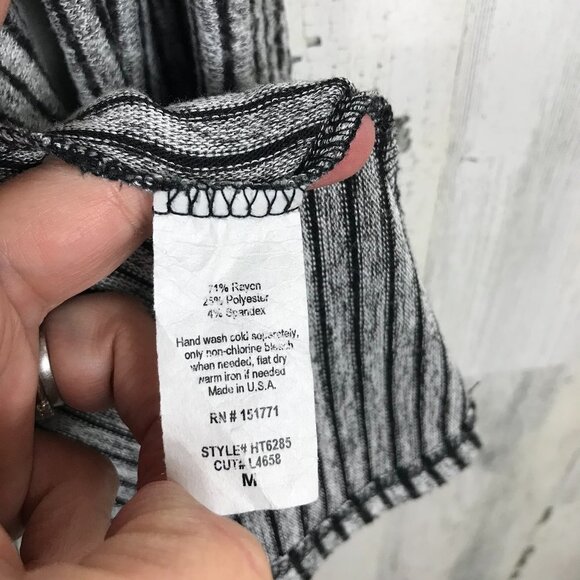 71% Rayon
25% Polyester
4% Spandex
Hand wash cold separately,
only non-chlorine bleach
when needed, flat dry
warm iron if needed
Made in U.S.A.
RN # 151771
STYLE# HT6285
CUT# L4658
M